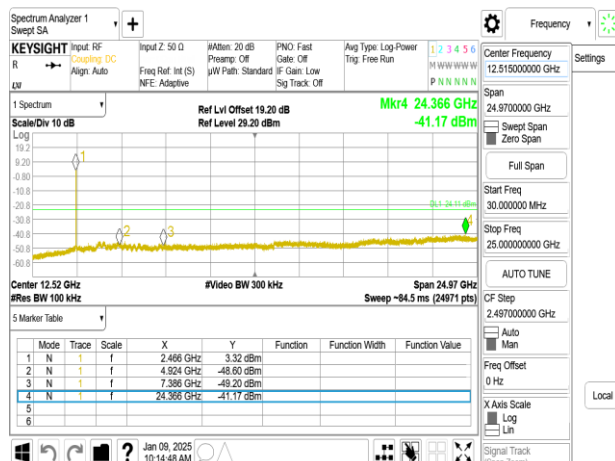 Spectrum Analyzer 1
Swept SA
Frequency
KEYSIGHT
R
Input: RF
Coupling: DC
Align: Auto
Input Z: 50 Ω
Freq Ref: Int (S)
NFE: Adaptive
#Atten: 20 dB
Preamp: Off
µW Path: Standard
PNO: Fast
Gate: Off
IF Gain: Low
Sig Track: Off
Avg Type: Log-Power
Trig: Free Run
1 2 3 4 5 6
M W W W W W
P N N N N N
1 Spectrum
Scale/Div 10 dB
Ref Lvl Offset 19.20 dB
Ref Level 29.20 dBm
Mkr4 24.366 GHz
-41.17 dBm
Log
19.2
9.20
-0.80
-10.8
-20.8
-30.8
-40.8
-50.8
-60.8
1
2
3
4
Center 12.52 GHz
#Res BW 100 kHz
#Video BW 300 kHz
Span 24.97 GHz
Sweep ~84.5 ms (24971 pts)
5 Marker Table
Mode Trace Scale X Y Function Function Width Function Value
1 N 1 f 2.466 GHz 3.32 dBm
2 N 1 f 4.924 GHz -48.60 dBm
3 N 1 f 7.386 GHz -49.20 dBm
4 N 1 f 24.366 GHz -41.17 dBm
5
6
Jan 09, 2025
10:14:48 AM
Center Frequency
12.515000000 GHz
Span
24.9700000 GHz
Swept Span
Zero Span
Full Span
Start Freq
30.000000 MHz
Stop Freq
25.000000000 GHz
AUTO TUNE
CF Step
2.497000000 GHz
Auto
Man
Freq Offset
0 Hz
X Axis Scale
Log
Lin
Signal Track
Settings
Local